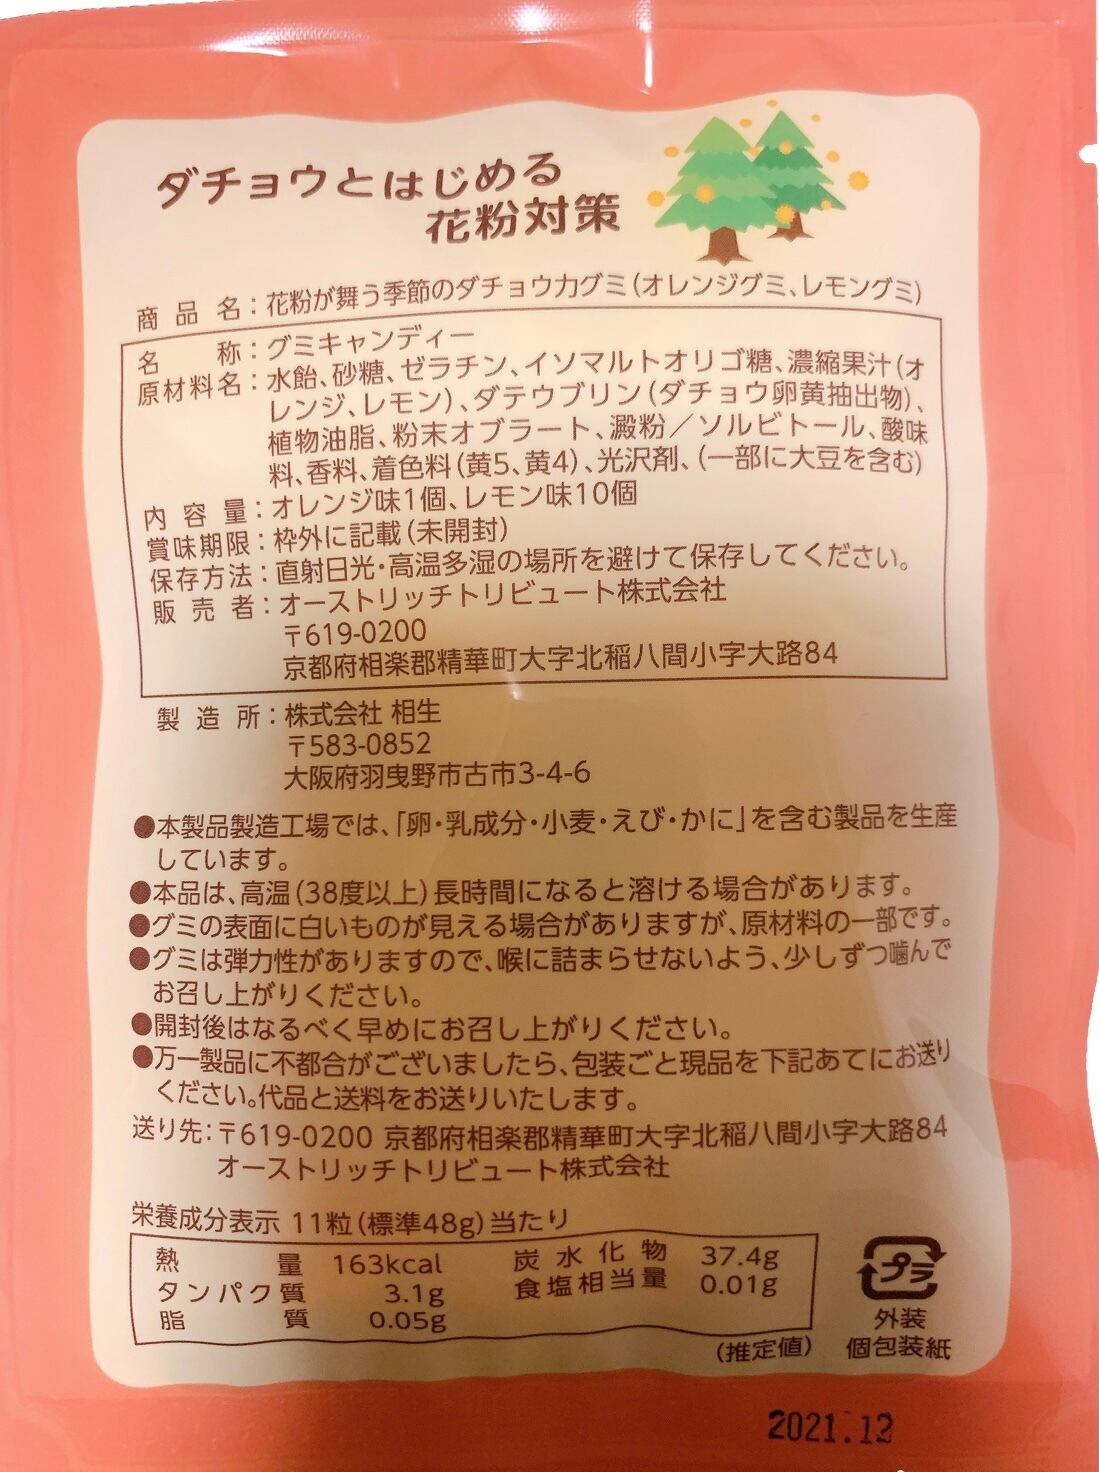 ダチョウとはじめる
花粉対策
商品名：花粉が舞う季節のダチョウ力グミ（オレンジグミ、レモングミ）
名称：グミキャンディー
原材料名：水飴、砂糖、ゼラチン、イソマルトオリゴ糖、濃縮果汁（オ
レンジ、レモン）、ダテウブリン（ダチョウ卵黄抽出物）、
植物油脂、粉末オブラート、澱粉／ソルビトール、酸味
料、香料、着色料（黄5、黄4）、光沢剤、（一部に大豆を含む）
内容量：オレンジ味1個、レモン味10個
賞味期限：枠外に記載（未開封）
保存方法：直射日光・高温多湿の場所を避けて保存してください。
販売者：オーストリッチトリビュート株式会社
〒619-0200
京都府相楽郡精華町大字北稲八間小字大路84
製造所：株式会社 相生
〒583-0852
大阪府羽曳野市古市3-4-6
●本製品製造工場では、「卵・乳成分・小麦・えび・かに」を含む製品を生産
しています。
●本品は、高温（38度以上）長時間になると溶ける場合があります。
●グミの表面に白いものが見える場合がありますが、原材料の一部です。
●グミは弾力性がありますので、喉に詰まらせないよう、少しずつ噛んで
お召し上がりください。
●開封後はなるべく早めにお召し上がりください。
●万一製品に不都合がございましたら、包装ごと現品を下記あてにお送り
ください。代品と送料をお送りいたします。
送り先：〒619-0200 京都府相楽郡精華町大字北稲八間小字大路84
オーストリッチトリビュート株式会社
栄養成分表示 11粒（標準48g）当たり
熱量 163kcal 炭水化物 37.4g
タンパク質 3.1g 食塩相当量 0.01g
脂質 0.05g
（推定値）
プラ
外装
個包装紙
2021.12